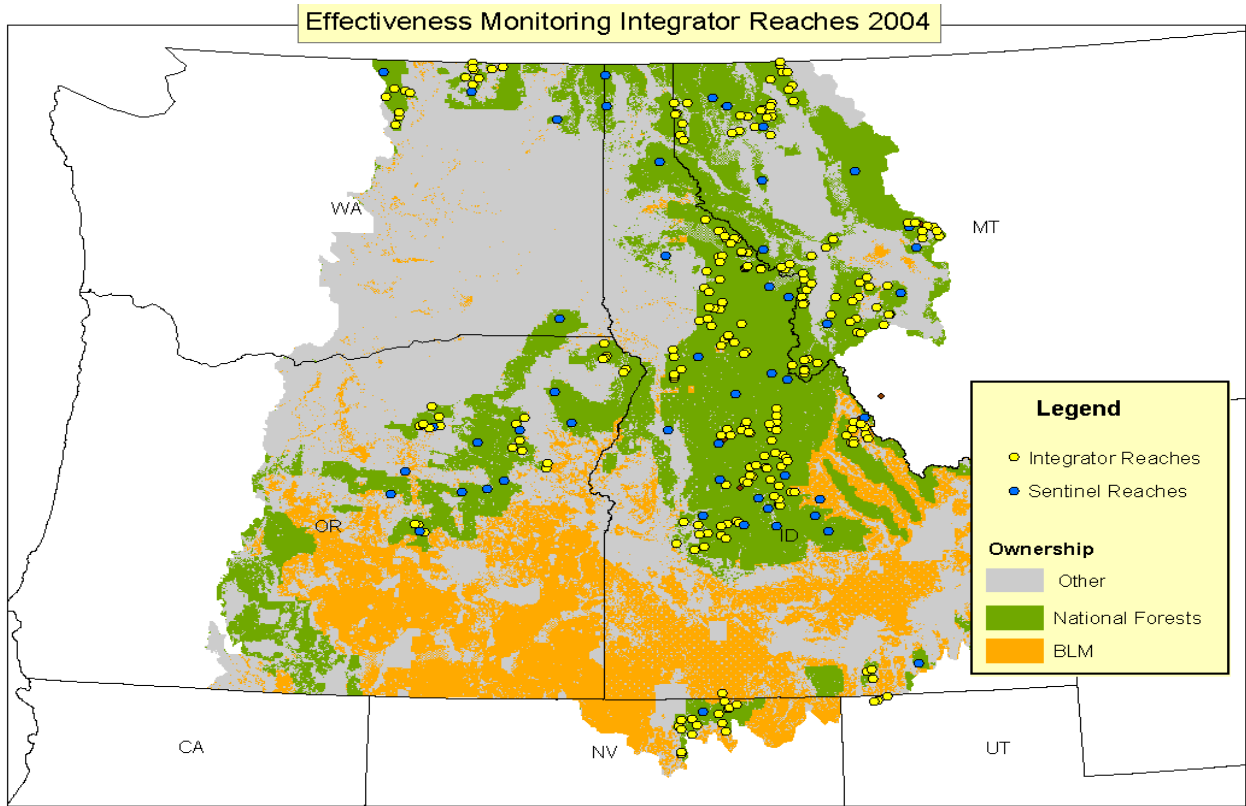 Effectiveness Monitoring Integrator Reaches 2004
WA
MT
OR
ID
CA
NV
UT
Legend
Integrator Reaches
Sentinel Reaches
Ownership
Other
National Forests
BLM